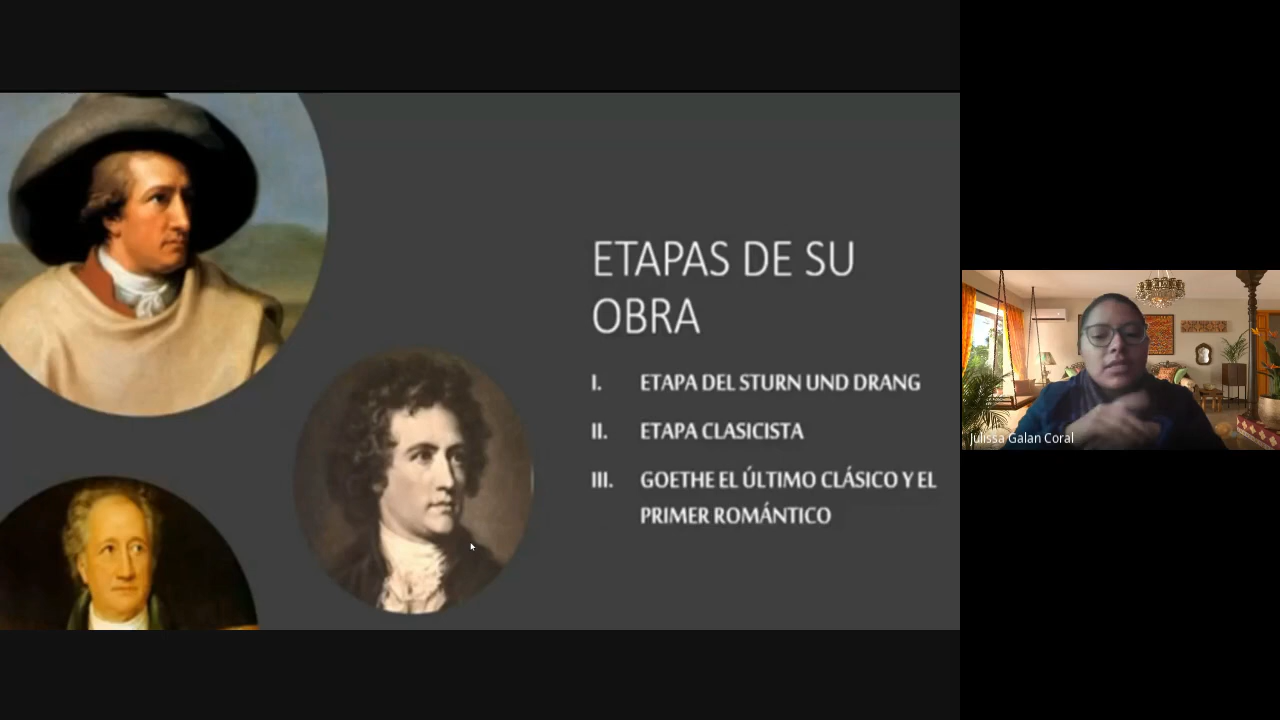 ETAPAS DE SU
OBRA
I. ETAPA DEL STURN UND DRANG
II. ETAPA CLASICISTA
III. GOETHE EL ÚLTIMO CLÁSICO Y EL
PRIMER ROMÁNTICO
Julissa Galan Coral